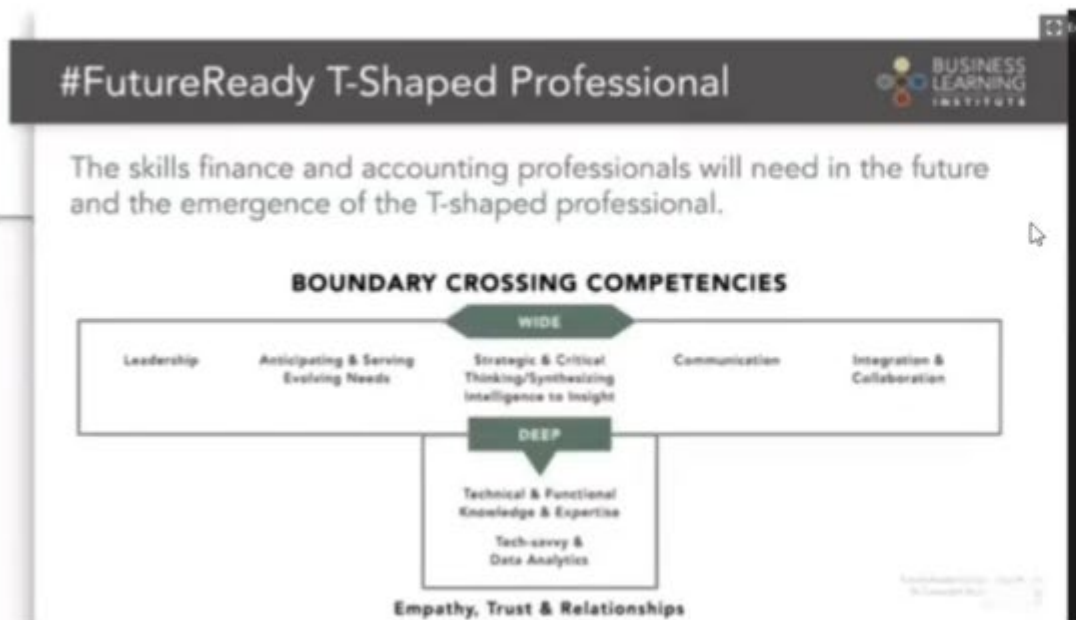 #FutureReady T-Shaped Professional
BUSINESS
LEARNING
INSTITUTE
The skills finance and accounting professionals will need in the future
and the emergence of the T-shaped professional.
BOUNDARY CROSSING COMPETENCIES
WIDE
Leadership
Anticipating & Serving
Evolving Needs
Strategic & Critical
Thinking/Synthesizing
Intelligence to Insight
Communication
Integration &
Collaboration
DEEP
Technical & Functional
Knowledge & Expertise
Tech-savvy &
Data Analytics
Empathy, Trust & Relationships